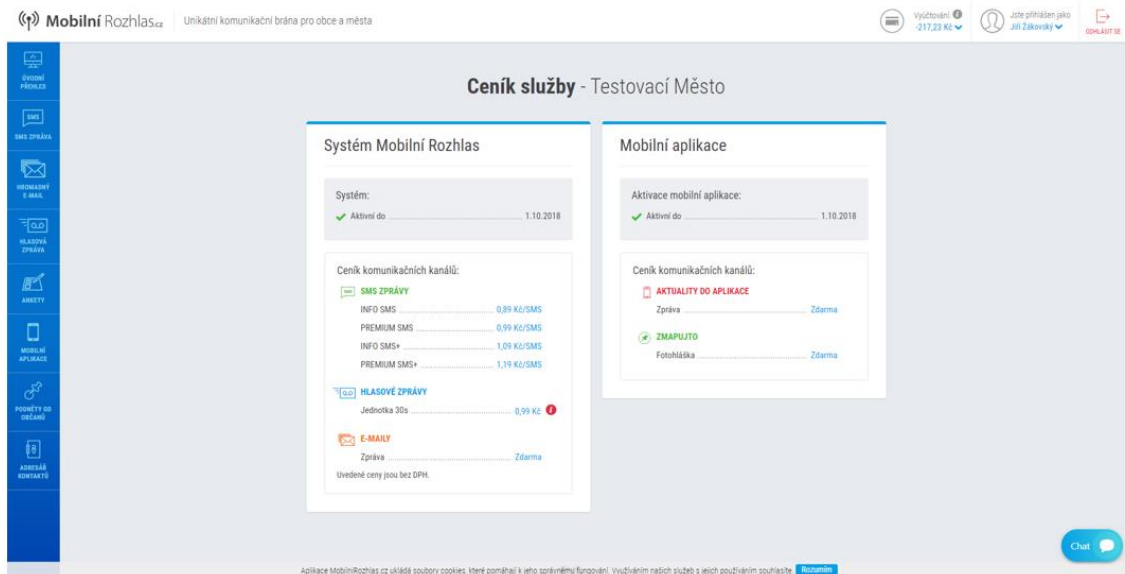 Mobilní Rozhlas.cz Unikátní komunikační brána pro obce a města
Vyúčtování
-217,23 Kč
Jste přihlášen jako
Jiří Žákovský
ODHLÁSIT SE
ÚVODNÍ
PŘEHLED
SMS
SMS ZPRÁVA
HROMADNÝ
E-MAIL
HLASOVÁ
ZPRÁVA
ANKETY
MOBILNÍ
APLIKACE
PODNĚTY OD
OBČANŮ
ADRESÁŘ
KONTAKTŮ
Ceník služby - Testovací Město
Systém Mobilní Rozhlas
Systém:
Aktivní do 1.10.2018
Ceník komunikačních kanálů:
SMS ZPRÁVY
INFO SMS 0,89 Kč/SMS
PREMIUM SMS 0,99 Kč/SMS
INFO SMS+ 1,09 Kč/SMS
PREMIUM SMS+ 1,19 Kč/SMS
HLASOVÉ ZPRÁVY
Jednotka 30s 0,99 Kč
E-MAILY
Zpráva Zdarma
Uvedené ceny jsou bez DPH.
Mobilní aplikace
Aktivace mobilní aplikace:
Aktivní do 1.10.2018
Ceník komunikačních kanálů:
AKTUALITY DO APLIKACE
Zpráva Zdarma
ZMAPUJTO
Fotohláška Zdarma
Chat
Aplikace MobilniRozhlas.cz ukládá soubory cookies, které pomáhají k jeho správnému fungování. Využíváním našich služeb s jejich používáním souhlasíte. Rozumím